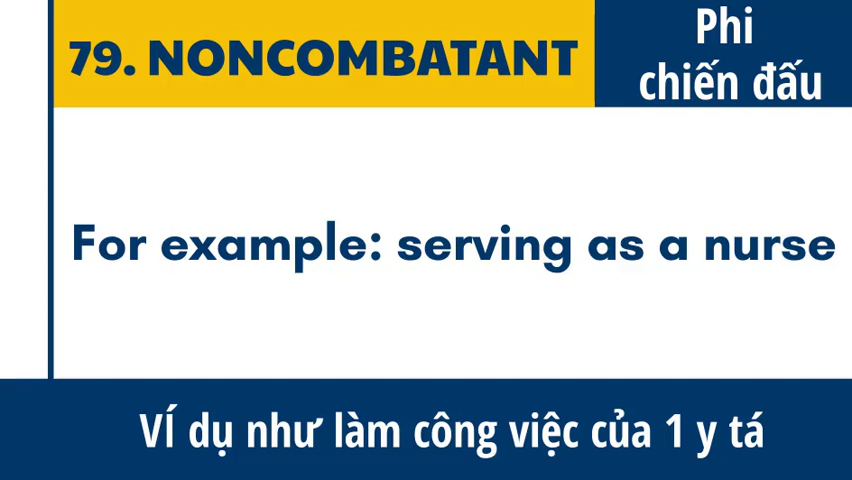 79. NONCOMBATANT
Phi
chiến đấu
For example: serving as a nurse
VÍ dụ như làm công việc của 1 y tá